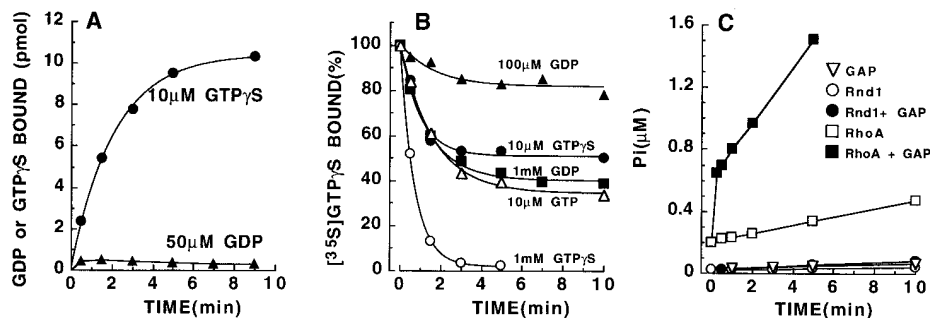 A
GDP or GTPγS BOUND (pmol)
12
10
8
6
4
2
0
10μM GTPγS
50μM GDP
0 2 4 6 8 10
TIME(min)
B
[³⁵S]GTPγS BOUND(%)
100
80
60
40
20
0
100μM GDP
10μM GTPγS
1mM GDP
10μM GTP
1mM GTPγS
0 2 4 6 8 10
TIME(min)
C
Pi(μM)
1.6
1.2
0.8
0.4
0
GAP
Rnd1
Rnd1+ GAP
RhoA
RhoA + GAP
0 2 4 6 8 10
TIME(min)